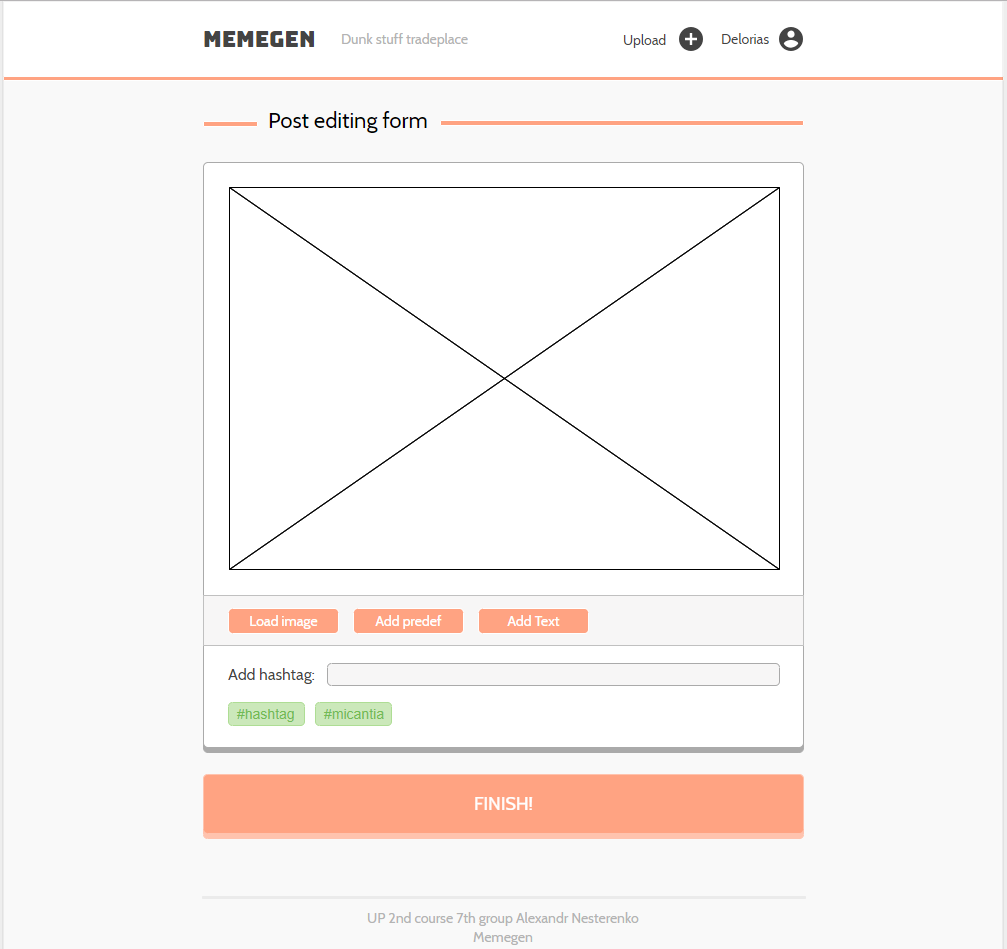 MEMEGEN Dunk stuff tradeplace Upload Delorias
Post editing form
Load image Add predef Add Text
Add hashtag:
#hashtag #micantia
FINISH!
UP 2nd course 7th group Alexandr Nesterenko
Memegen